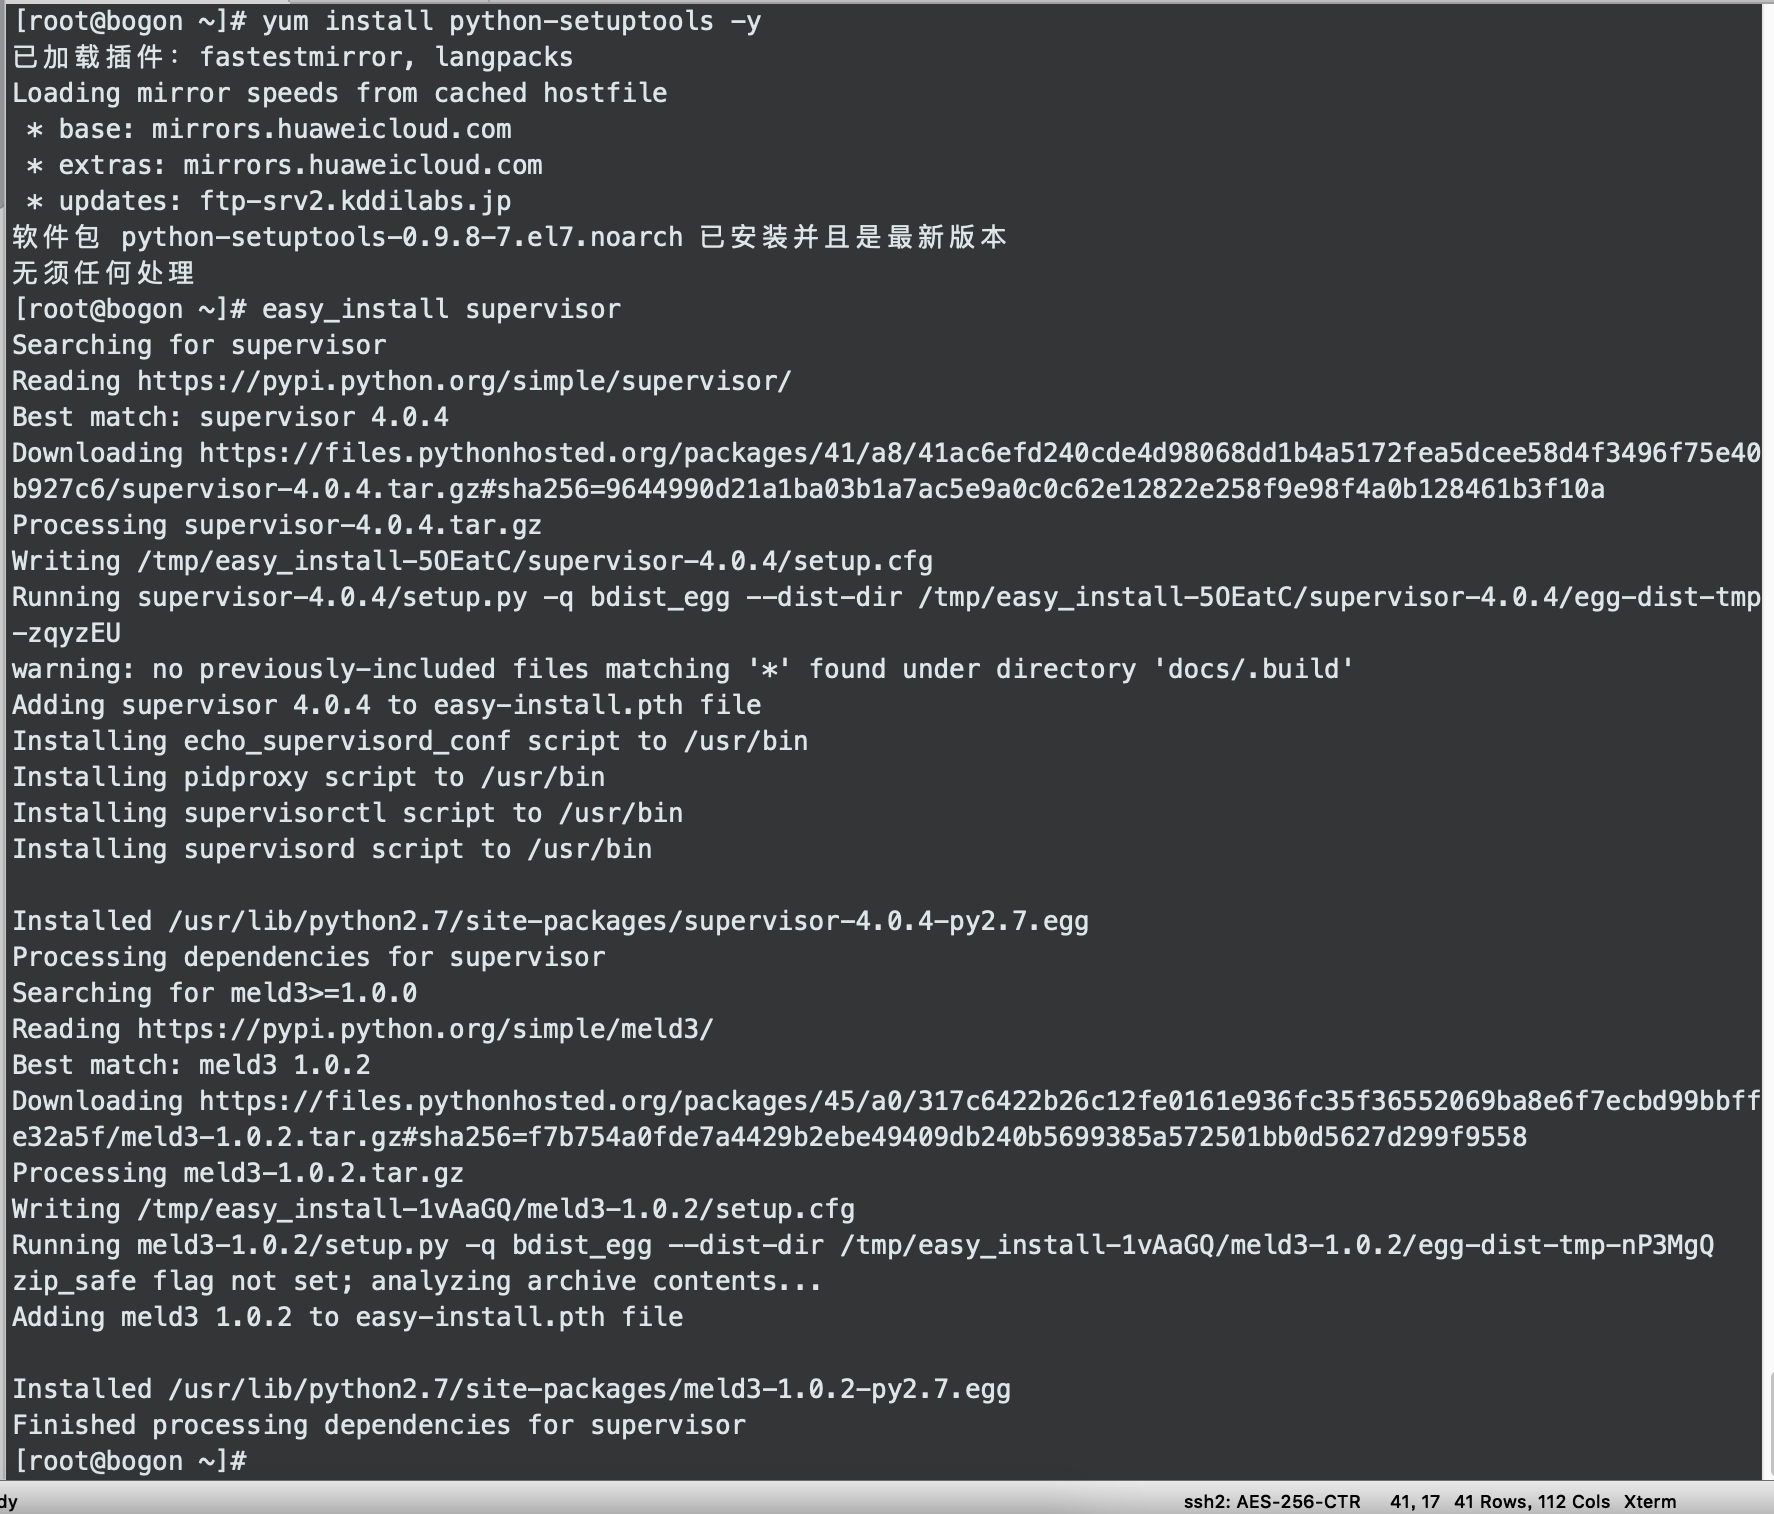 [root@bogon ~]# yum install python-setuptools -y
已加载插件：fastestmirror, langpacks
Loading mirror speeds from cached hostfile
 * base: mirrors.huaweicloud.com
 * extras: mirrors.huaweicloud.com
 * updates: ftp-srv2.kddilabs.jp
软件包 python-setuptools-0.9.8-7.el7.noarch 已安装并且是最新版本
无须任何处理
[root@bogon ~]# easy_install supervisor
Searching for supervisor
Reading https://pypi.python.org/simple/supervisor/
Best match: supervisor 4.0.4
Downloading https://files.pythonhosted.org/packages/41/a8/41ac6efd240cde4d98068dd1b4a5172fea5dcee58d4f3496f75e40
b927c6/supervisor-4.0.4.tar.gz#sha256=9644990d21a1ba03b1a7ac5e9a0c0c62e12822e258f9e98f4a0b128461b3f10a
Processing supervisor-4.0.4.tar.gz
Writing /tmp/easy_install-5OEatC/supervisor-4.0.4/setup.cfg
Running supervisor-4.0.4/setup.py -q bdist_egg --dist-dir /tmp/easy_install-5OEatC/supervisor-4.0.4/egg-dist-tmp
-zqyzEU
warning: no previously-included files matching '*' found under directory 'docs/.build'
Adding supervisor 4.0.4 to easy-install.pth file
Installing echo_supervisord_conf script to /usr/bin
Installing pidproxy script to /usr/bin
Installing supervisorctl script to /usr/bin
Installing supervisord script to /usr/bin

Installed /usr/lib/python2.7/site-packages/supervisor-4.0.4-py2.7.egg
Processing dependencies for supervisor
Searching for meld3>=1.0.0
Reading https://pypi.python.org/simple/meld3/
Best match: meld3 1.0.2
Downloading https://files.pythonhosted.org/packages/45/a0/317c6422b26c12fe0161e936fc35f36552069ba8e6f7ecbd99bbff
e32a5f/meld3-1.0.2.tar.gz#sha256=f7b754a0fde7a4429b2ebe49409db240b5699385a572501bb0d5627d299f9558
Processing meld3-1.0.2.tar.gz
Writing /tmp/easy_install-1vAaGQ/meld3-1.0.2/setup.cfg
Running meld3-1.0.2/setup.py -q bdist_egg --dist-dir /tmp/easy_install-1vAaGQ/meld3-1.0.2/egg-dist-tmp-nP3MgQ
zip_safe flag not set; analyzing archive contents...
Adding meld3 1.0.2 to easy-install.pth file

Installed /usr/lib/python2.7/site-packages/meld3-1.0.2-py2.7.egg
Finished processing dependencies for supervisor
[root@bogon ~]#
dy ssh2: AES-256-CTR 41, 17 41 Rows, 112 Cols Xterm